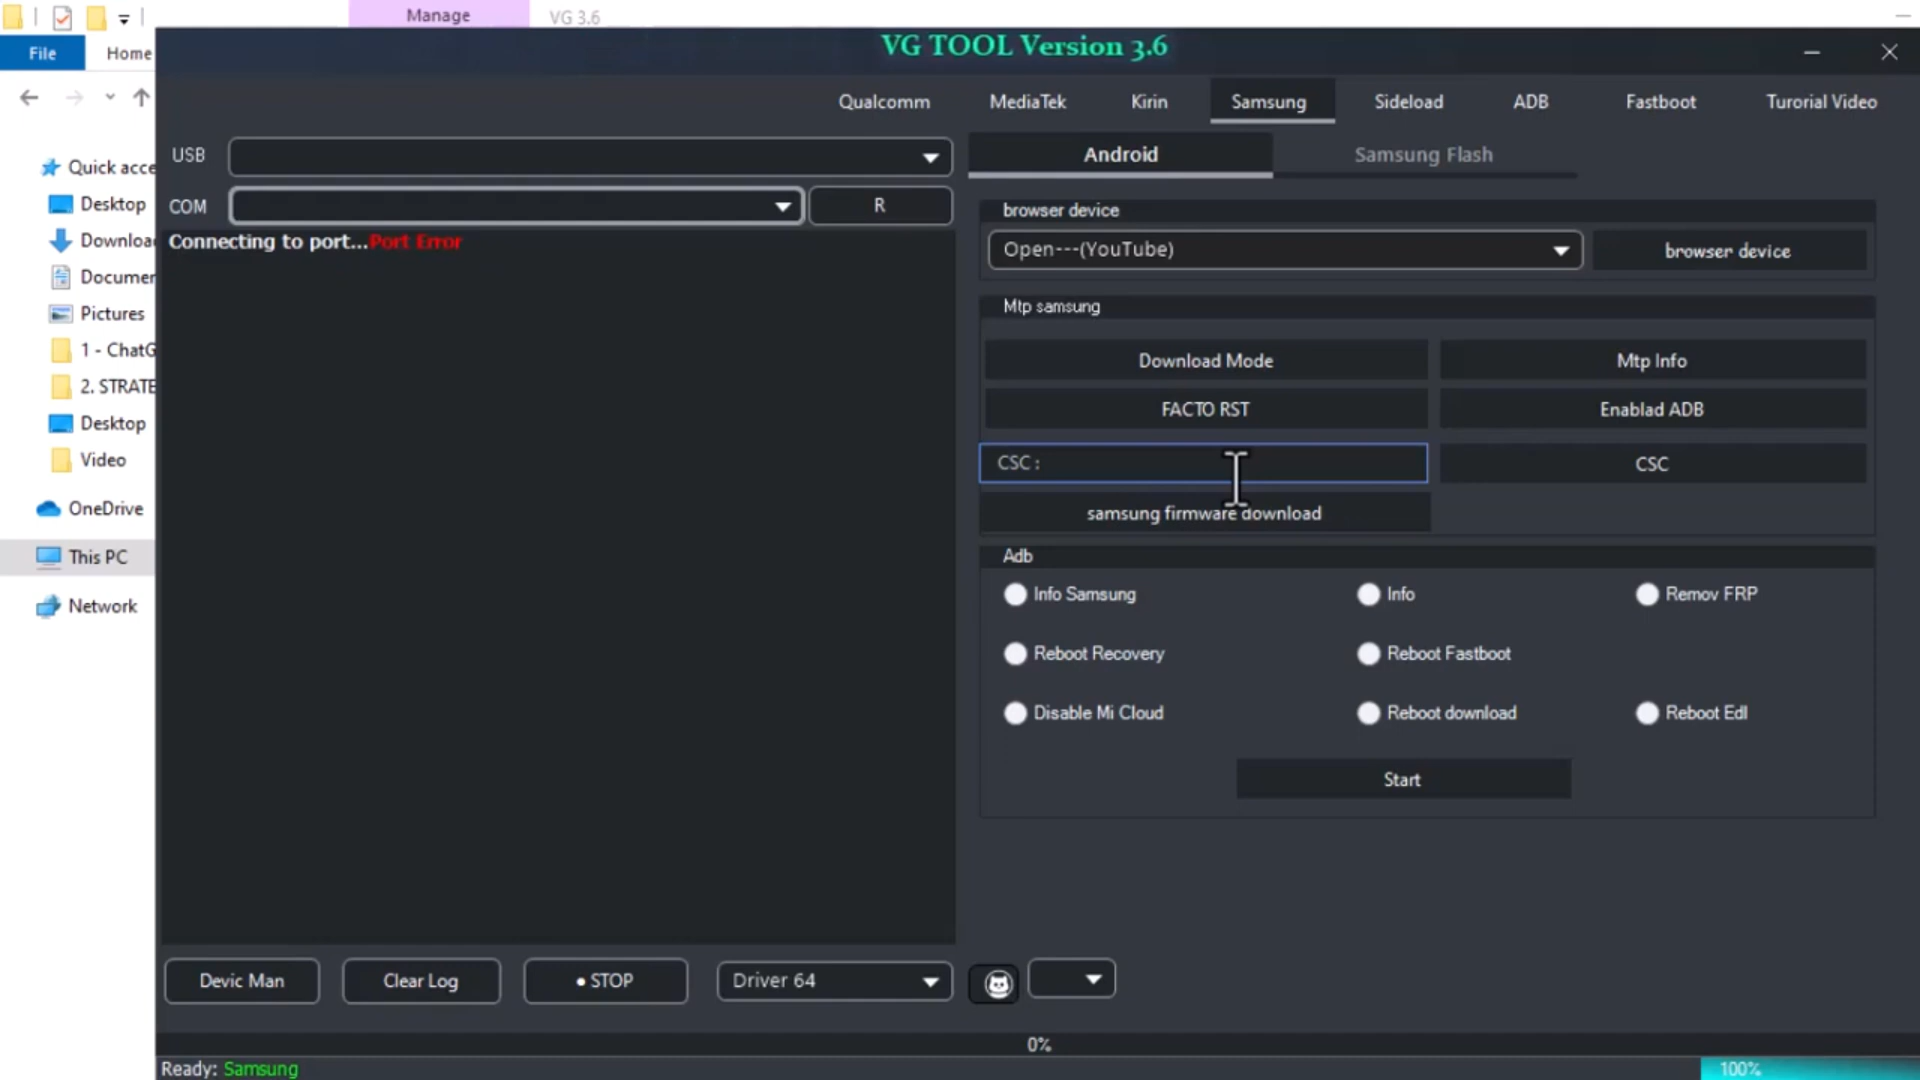 Manage
VG 3.6
File
Home
VG TOOL Version 3.6
Qualcomm
MediaTek
Kirin
Samsung
Sideload
ADB
Fastboot
Turorial Video
Quick acce
Desktop
Downloa
Documer
Pictures
1 - ChatG
2. STRATE
Desktop
Video
OneDrive
This PC
Network
USB
COM
R
Connecting to port...Port Error
Android
Samsung Flash
browser device
Open---(YouTube)
browser device
Mtp samsung
Download Mode
Mtp Info
FACTO RST
Enablad ADB
CSC :
CSC
samsung firmware download
Adb
Info Samsung
Info
Remov FRP
Reboot Recovery
Reboot Fastboot
Disable Mi Cloud
Reboot download
Reboot Edl
Start
Devic Man
Clear Log
• STOP
Driver 64
0%
Ready: Samsung
100%